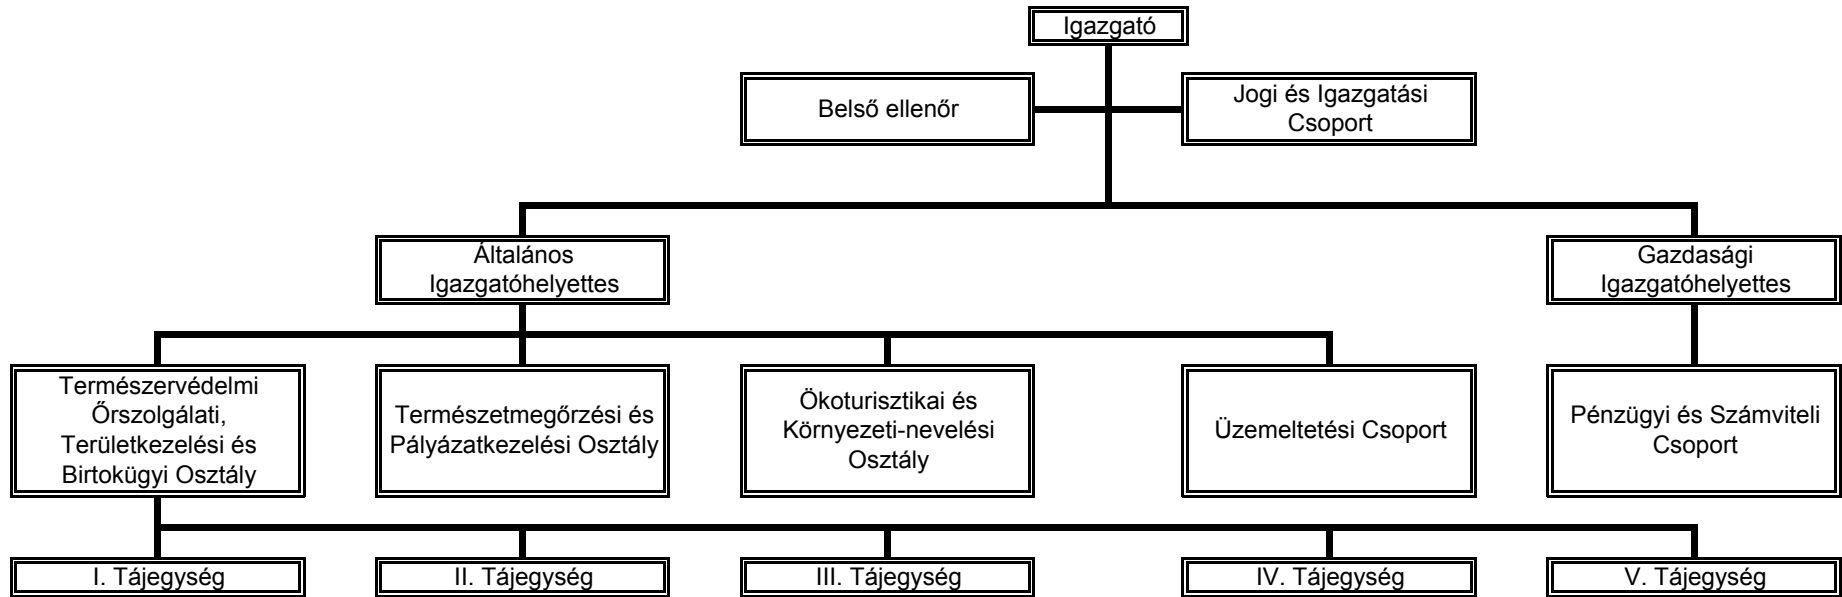 Igazgató
Belső ellenőr
Jogi és Igazgatási
Csoport
Általános
Igazgatóhelyettes
Gazdasági
Igazgatóhelyettes
Természervédelmi
Őrszolgálati,
Területkezelési és
Birtokügyi Osztály
Természetmegőrzési és
Pályázatkezelési Osztály
Ökoturisztikai és
Környezeti-nevelési
Osztály
Üzemeltetési Csoport
Pénzügyi és Számviteli
Csoport
I. Tájegység
II. Tájegység
III. Tájegység
IV. Tájegység
V. Tájegység